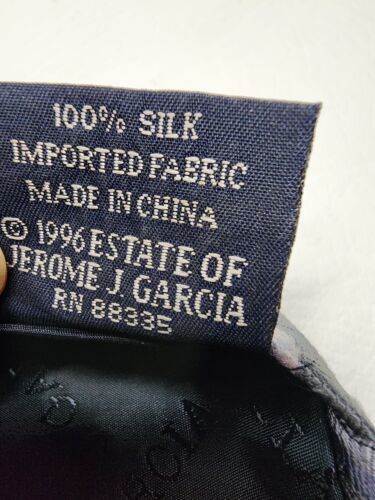 100% SILK
IMPORTED FABRIC
MADE IN CHINA
© 1996 ESTATE OF
JEROME J. GARCIA
RN 88335